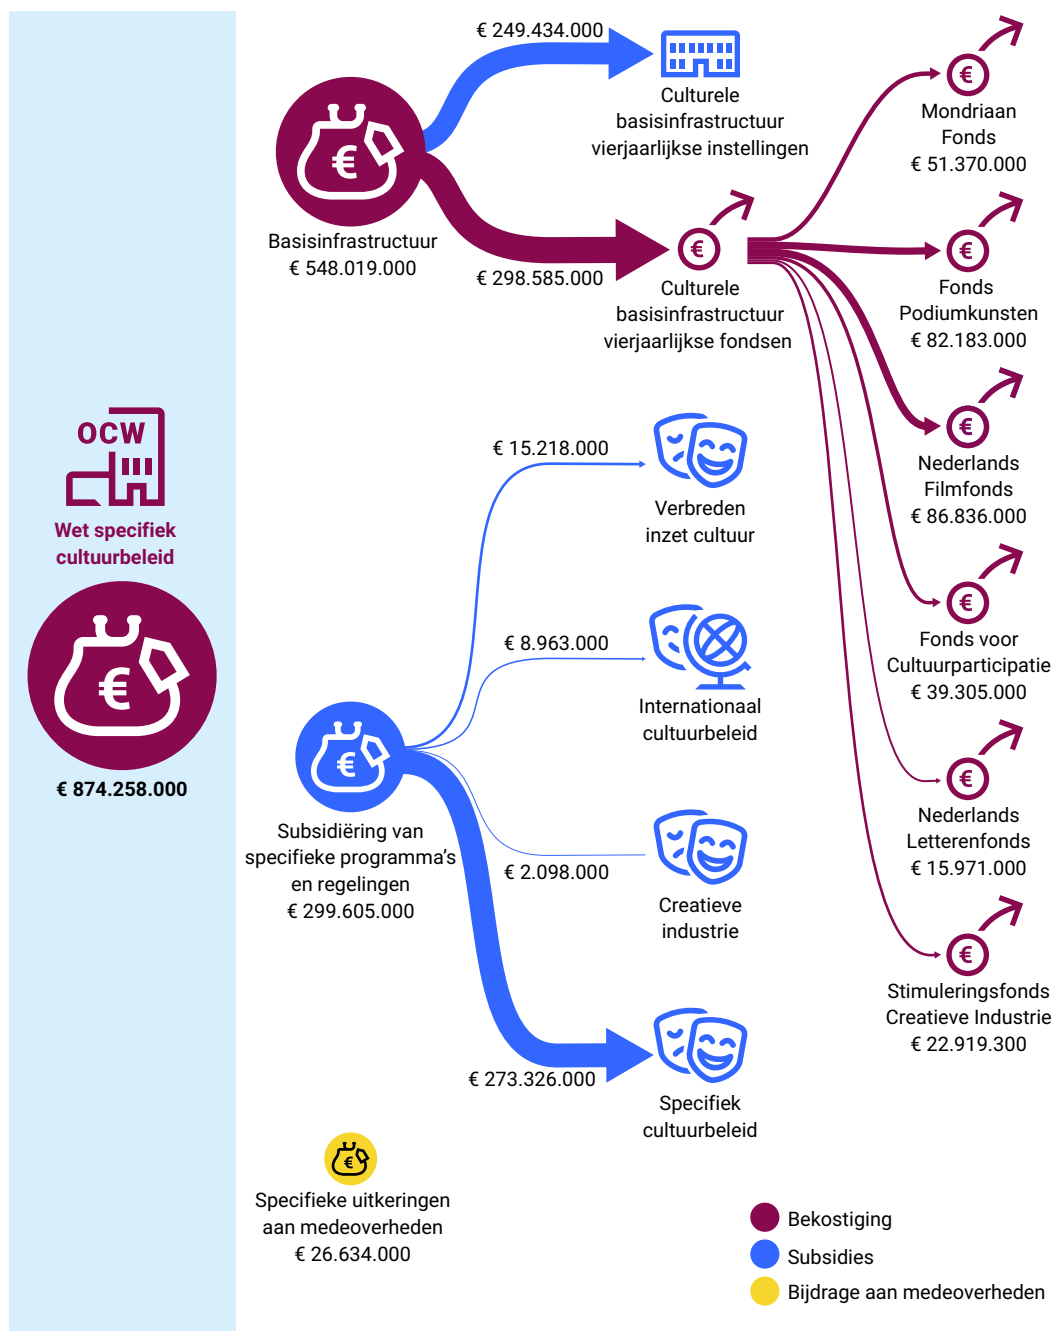 OCW
Wet specifiek
cultuurbeleid
€
€ 874.258.000
€
Basisinfrastructuur
€ 548.019.000
€ 249.434.000
Culturele
basisinfrastructuur
vierjaarlijkse instellingen
€ 298.585.000
€
Culturele
basisinfrastructuur
vierjaarlijkse fondsen
€
Mondriaan
Fonds
€ 51.370.000
€
Fonds
Podiumkunsten
€ 82.183.000
€
Nederlands
Filmfonds
€ 86.836.000
€
Fonds voor
Cultuurparticipatie
€ 39.305.000
€
Nederlands
Letterenfonds
€ 15.971.000
€
Stimuleringsfonds
Creatieve Industrie
€ 22.919.300
€
Subsidiëring van
specifieke programma’s
en regelingen
€ 299.605.000
€ 15.218.000
Verbreden
inzet cultuur
€ 8.963.000
Internationaal
cultuurbeleid
€ 2.098.000
Creatieve
industrie
€ 273.326.000
Specifiek
cultuurbeleid
€
Specifieke uitkeringen
aan medeoverheden
€ 26.634.000
Bekostiging
Subsidies
Bijdrage aan medeoverheden